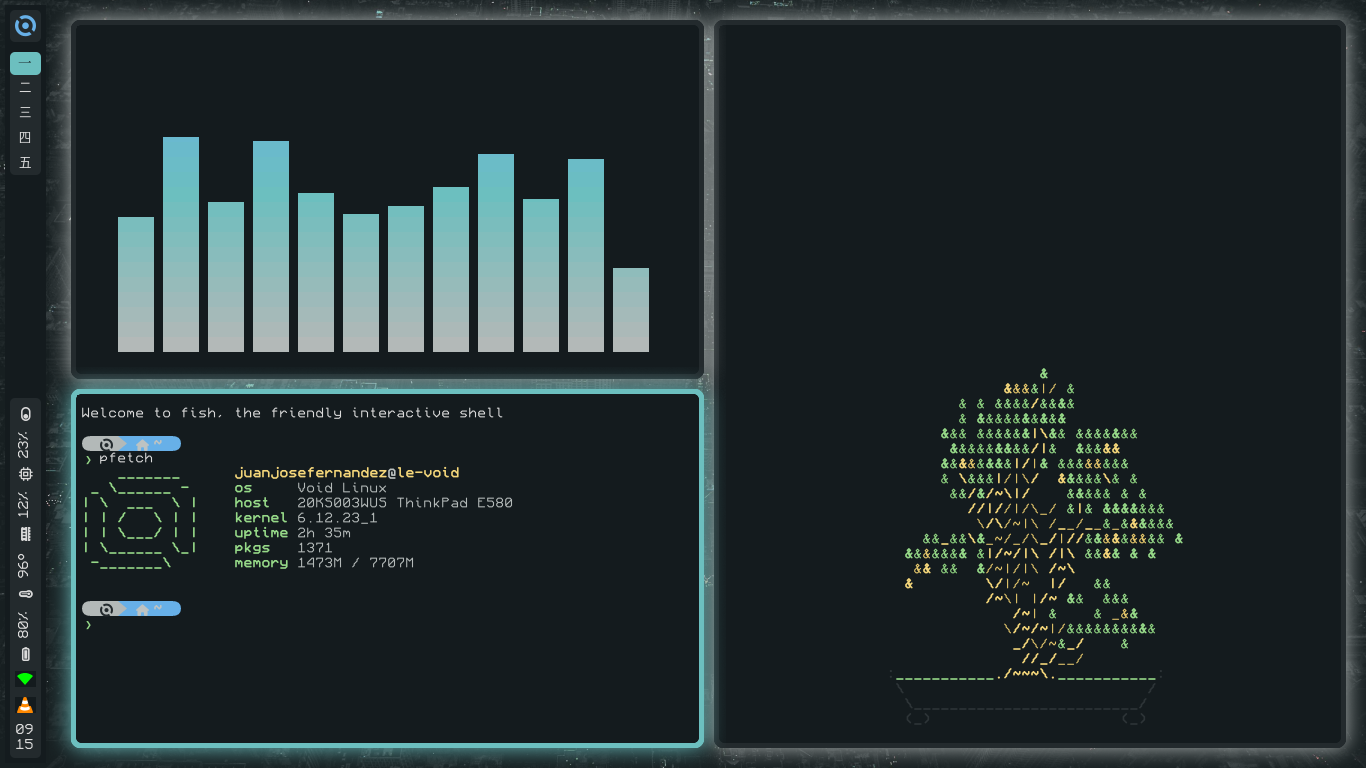 一
二
三
四
五
23%
12%
96°
80%
09
15
Welcome to fish, the friendly interactive shell
~
❯ pfetch
juanjosefernandez@le-void
os Void Linux
host 20KS003WUS ThinkPad E580
kernel 6.12.23_1
uptime 2h 35m
pkgs 1371
memory 1473M / 7707M
~
❯